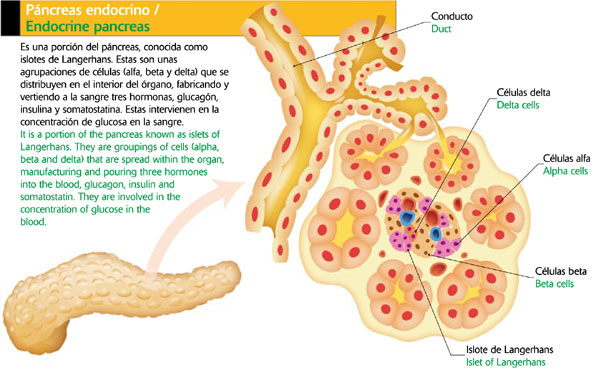 Páncreas endocrino /
Endocrine pancreas
Es una porción del páncreas, conocida como
islotes de Langerhans. Estas son unas
agrupaciones de células (alfa, beta y delta) que se
distribuyen en el interior del órgano, fabricando y
vertiendo a la sangre tres hormonas, glucagón,
insulina y somatostatina. Estas intervienen en la
concentración de glucosa en la sangre.
It is a portion of the pancreas known as islets of
Langerhans. They are groupings of cells (alpha,
beta and delta) that are spread within the organ,
manufacturing and pouring three hormones
into the blood, glucagon, insulin and
somatostatin. They are involved in the
concentration of glucose in the
blood.
Conducto
Duct
Células delta
Delta cells
Células alfa
Alpha cells
Células beta
Beta cells
Islote de Langerhans
Islet of Langerhans